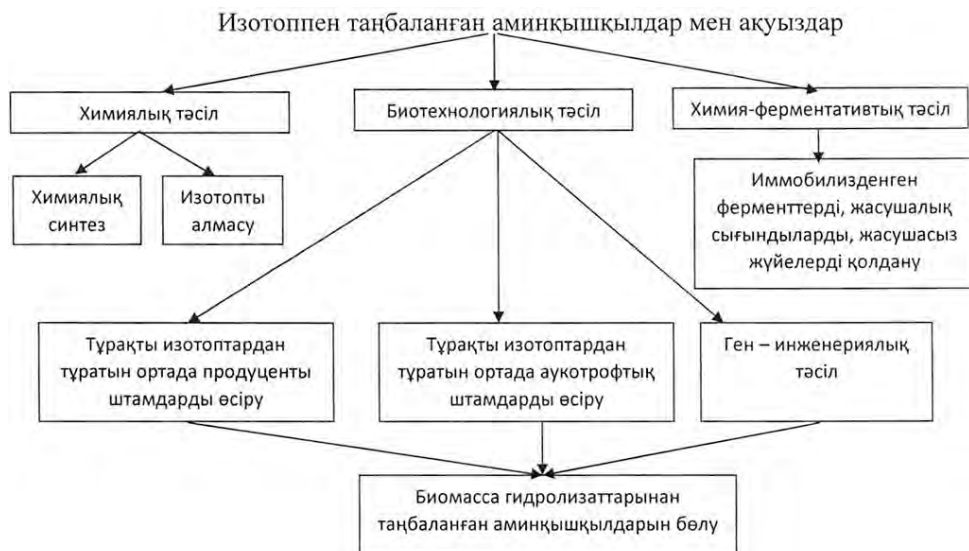 Изотоппен таңбаланған аминқышқылдар мен ақуыздар
Химиялық тәсіл
Биотехнологиялық тәсіл
Химия-ферментативтық тәсіл
Химиялық
синтез
Изотопты
алмасу
Иммобилизденген
ферменттерді, жасушалық
сығындыларды, жасушасыз
жүйелерді қолдану
Тұрақты изотоптардан
тұратын ортада продуценты
штамдарды өсіру
Тұрақты изотоптардан
тұратын ортада аукотрофтық
штамдарды өсіру
Ген – инженериялық
тәсіл
Биомасса гидролизаттарынан
таңбаланған аминқышқылдарын бөлу